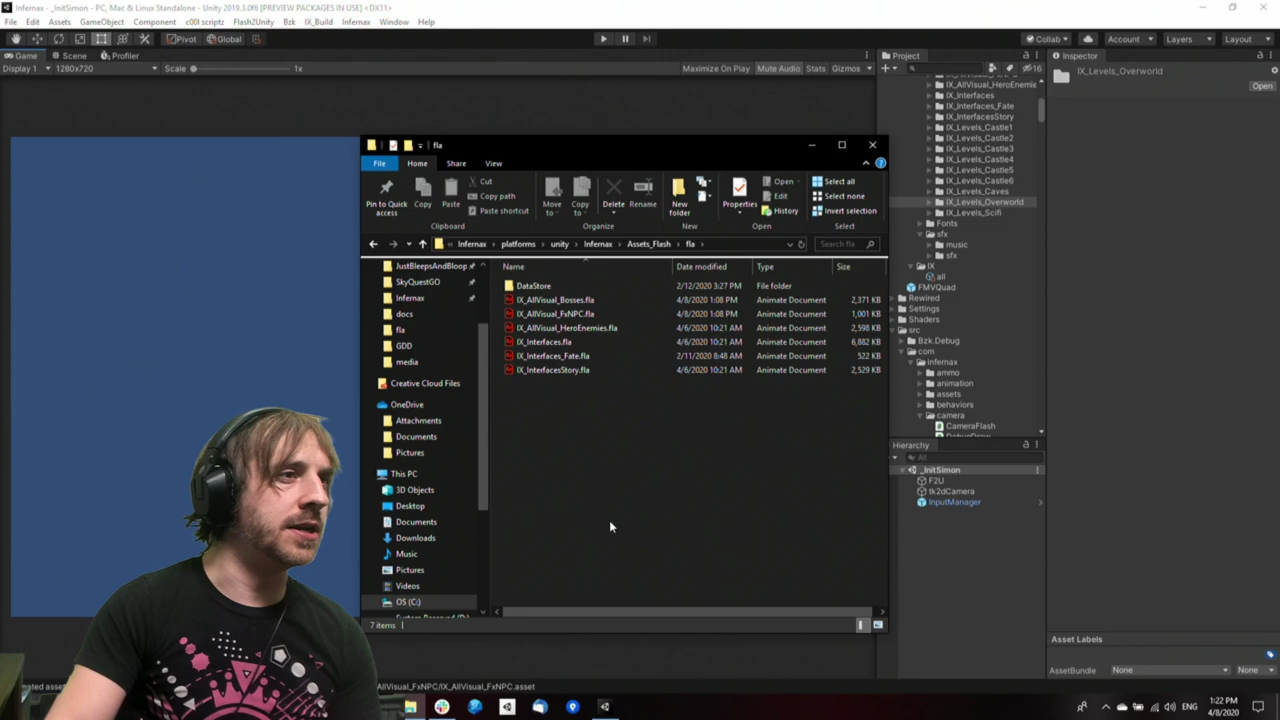 Infernax - _InitSimon - PC, Mac & Linux Standalone - Unity 2019.3.0f6 [PREVIEW PACKAGES IN USE] <DX11>
File Edit Assets GameObject Component c00l scriptz Flash2Unity Bzk IX_Build Infernax Window Help
Pivot Global Collab Account Layers Layout
Game Scene Profiler Project Inspector
Display 1 1280x720 Scale 1x Maximize On Play Mute Audio Stats Gizmos
16
IX_Levels_Overworld
Open
IX_AllVisual_HeroEnemies
IX_Interfaces
IX_Interfaces_Fate
IX_InterfacesStory
IX_Levels_Castle1
IX_Levels_Castle2
IX_Levels_Castle3
IX_Levels_Castle4
IX_Levels_Castle5
IX_Levels_Castle6
IX_Levels_Caves
IX_Levels_Overworld
IX_Levels_Scifi
Fonts
sfx
music
sfx
IX
all
FMVQuad
Rewired
Settings
Shaders
src
Bzk.Debug
com
infernax
ammo
animation
assets
behaviors
camera
CameraFlash
DebugDraw
Hierarchy
All
_InitSimon
F2U
tk2dCamera
InputManager
Asset Labels
AssetBundle None None
fla
File Home Share View
Pin to Quick access
Copy
Paste
Cut
Copy path
Paste shortcut
Move to
Copy to
Delete
Rename
New folder
Properties
Open
Edit
History
Select all
Select none
Invert selection
Clipboard Organize New Open Select
« Infernax > platforms > unity > Infernax > Assets_Flash > fla > Search fla
JustBleepsAndBloop
SkyQuestGO
Infernax
docs
fla
GDD
media
Creative Cloud Files
OneDrive
Attachments
Documents
Pictures
This PC
3D Objects
Desktop
Documents
Downloads
Music
Pictures
Videos
OS (C:)
Name Date modified Type Size
DataStore 2/12/2020 3:27 PM File folder
IX_AllVisual_Bosses.fla 4/8/2020 1:08 PM Animate Document 2,371 KB
IX_AllVisual_FxNPC.fla 4/8/2020 1:08 PM Animate Document 1,001 KB
IX_AllVisual_HeroEnemies.fla 4/6/2020 10:21 AM Animate Document 2,598 KB
IX_Interfaces.fla 4/6/2020 10:21 AM Animate Document 6,882 KB
IX_Interfaces_Fate.fla 2/11/2020 8:48 AM Animate Document 522 KB
IX_InterfacesStory.fla 4/6/2020 10:21 AM Animate Document 2,529 KB
7 items
AllVisual_FxNPC/IX_AllVisual_FxNPC.asset
ENG
1:22 PM
4/8/2020